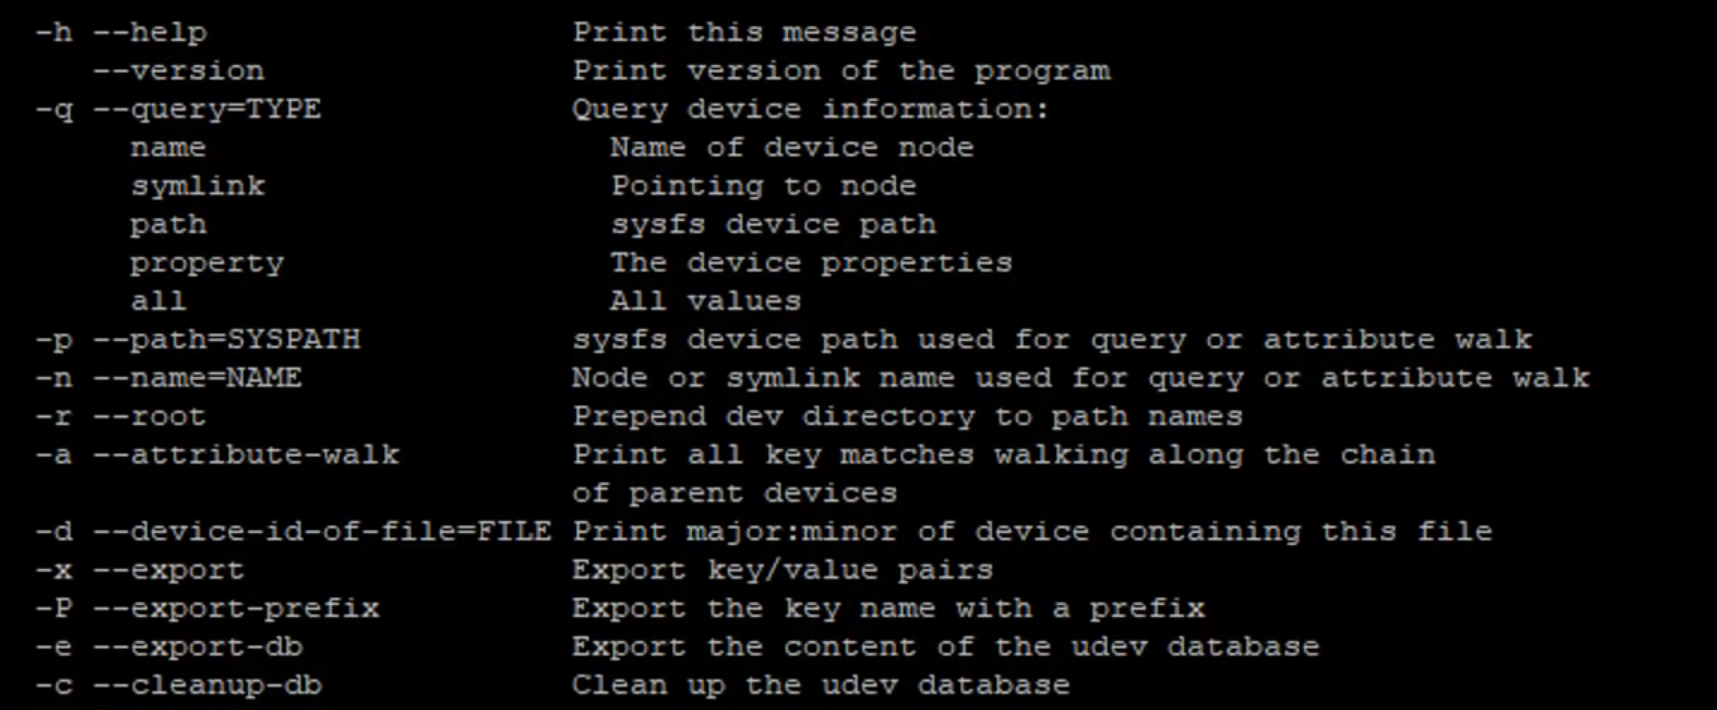 -h --help                   Print this message
   --version                Print version of the program
-q --query=TYPE             Query device information:
     name                     Name of device node
     symlink                  Pointing to node
     path                     sysfs device path
     property                 The device properties
     all                      All values
-p --path=SYSPATH           sysfs device path used for query or attribute walk
-n --name=NAME              Node or symlink name used for query or attribute walk
-r --root                   Prepend dev directory to path names
-a --attribute-walk         Print all key matches walking along the chain
                            of parent devices
-d --device-id-of-file=FILE Print major:minor of device containing this file
-x --export                 Export key/value pairs
-P --export-prefix          Export the key name with a prefix
-e --export-db              Export the content of the udev database
-c --cleanup-db             Clean up the udev database